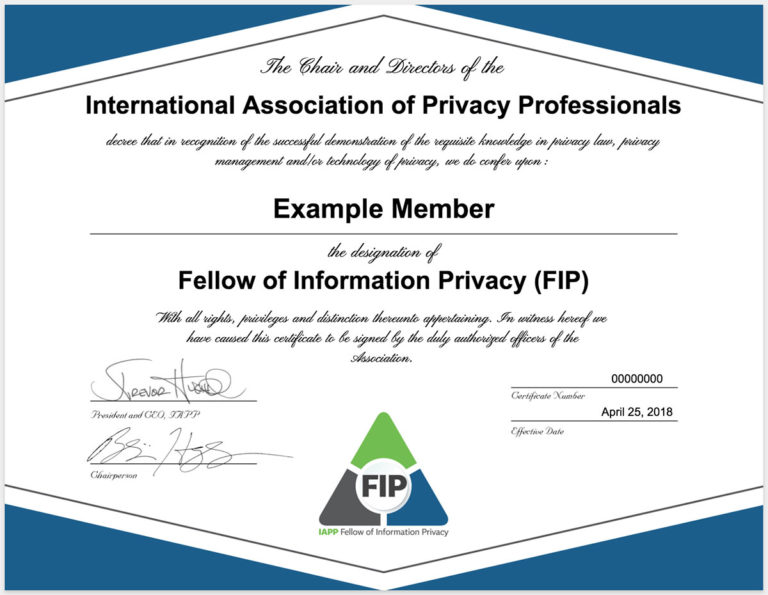 The Chair and Directors of the
International Association of Privacy Professionals
decree that in recognition of the successful demonstration of the requisite knowledge in privacy law, privacy
management and/or technology of privacy, we do confer upon :
Example Member
the designation of
Fellow of Information Privacy (FIP)
With all rights, privileges and distinction thereunto appertaining. In witness hereof we
have caused this certificate to be signed by the duly authorized officers of the
Association.
Trevor Hughes
President and CEO, IAPP
Chairperson
00000000
Certificate Number
April 25, 2018
Effective Date
FIP
IAPP Fellow of Information Privacy